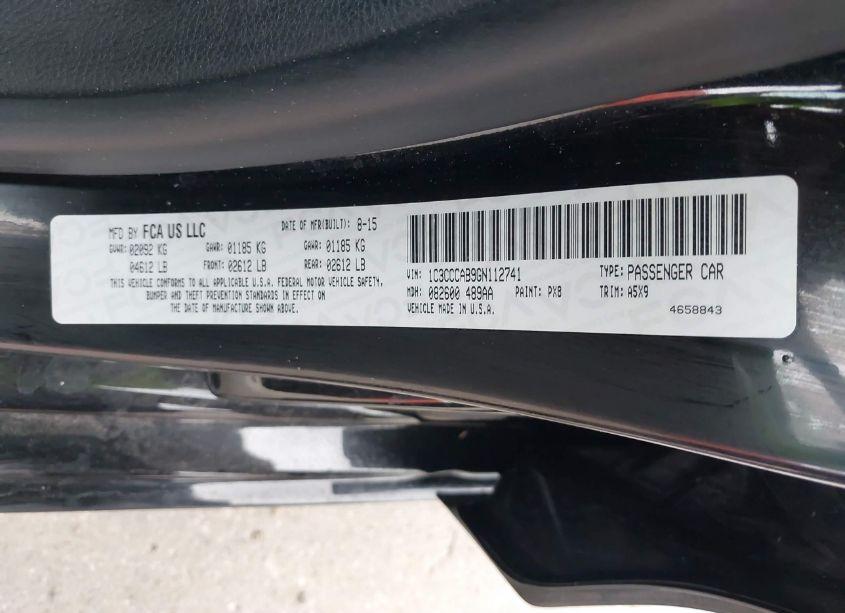 MFD BY FCA US LLC DATE OF MFR(BUILT): 8-15
GVWR: 02092 KG GAWR: 01185 KG GAWR: 01185 KG
04612 LB FRONT: 02612 LB REAR: 02612 LB
THIS VEHICLE CONFORMS TO ALL APPLICABLE U.S.A. FEDERAL MOTOR VEHICLE SAFETY,
BUMPER AND THEFT PREVENTION STANDARDS IN EFFECT ON
THE DATE OF MANUFACTURE SHOWN ABOVE.
VIN: 1C3CCCAB9GN112741 TYPE: PASSENGER CAR
MDH: 082600 489AA PAINT: PX8 TRIM: A5X9
VEHICLE MADE IN U.S.A. 4658843